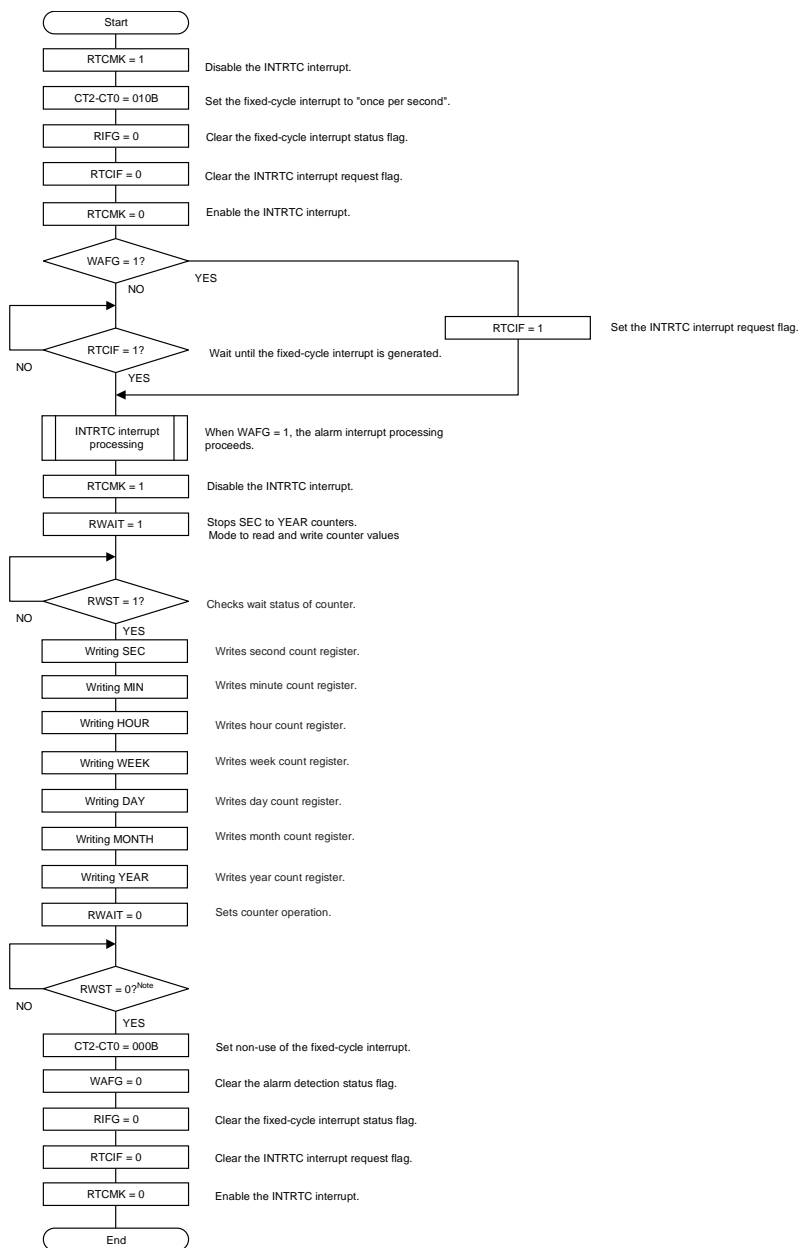 Start
RTCMK = 1
Disable the INTRTC interrupt.
CT2-CT0 = 010B
Set the fixed-cycle interrupt to "once per second".
RIFG = 0
Clear the fixed-cycle interrupt status flag.
RTCIF = 0
Clear the INTRTC interrupt request flag.
RTCMK = 0
Enable the INTRTC interrupt.
WAFG = 1?
YES
NO
RTCIF = 1
Set the INTRTC interrupt request flag.
RTCIF = 1?
Wait until the fixed-cycle interrupt is generated.
NO
YES
INTRTC interrupt
processing
When WAFG = 1, the alarm interrupt processing
proceeds.
RTCMK = 1
Disable the INTRTC interrupt.
RWAIT = 1
Stops SEC to YEAR counters.
Mode to read and write counter values
RWST = 1?
Checks wait status of counter.
NO
YES
Writing SEC
Writes second count register.
Writing MIN
Writes minute count register.
Writing HOUR
Writes hour count register.
Writing WEEK
Writes week count register.
Writing DAY
Writes day count register.
Writing MONTH
Writes month count register.
Writing YEAR
Writes year count register.
RWAIT = 0
Sets counter operation.
RWST = 0?Note
NO
YES
CT2-CT0 = 000B
Set non-use of the fixed-cycle interrupt.
WAFG = 0
Clear the alarm detection status flag.
RIFG = 0
Clear the fixed-cycle interrupt status flag.
RTCIF = 0
Clear the INTRTC interrupt request flag.
RTCMK = 0
Enable the INTRTC interrupt.
End